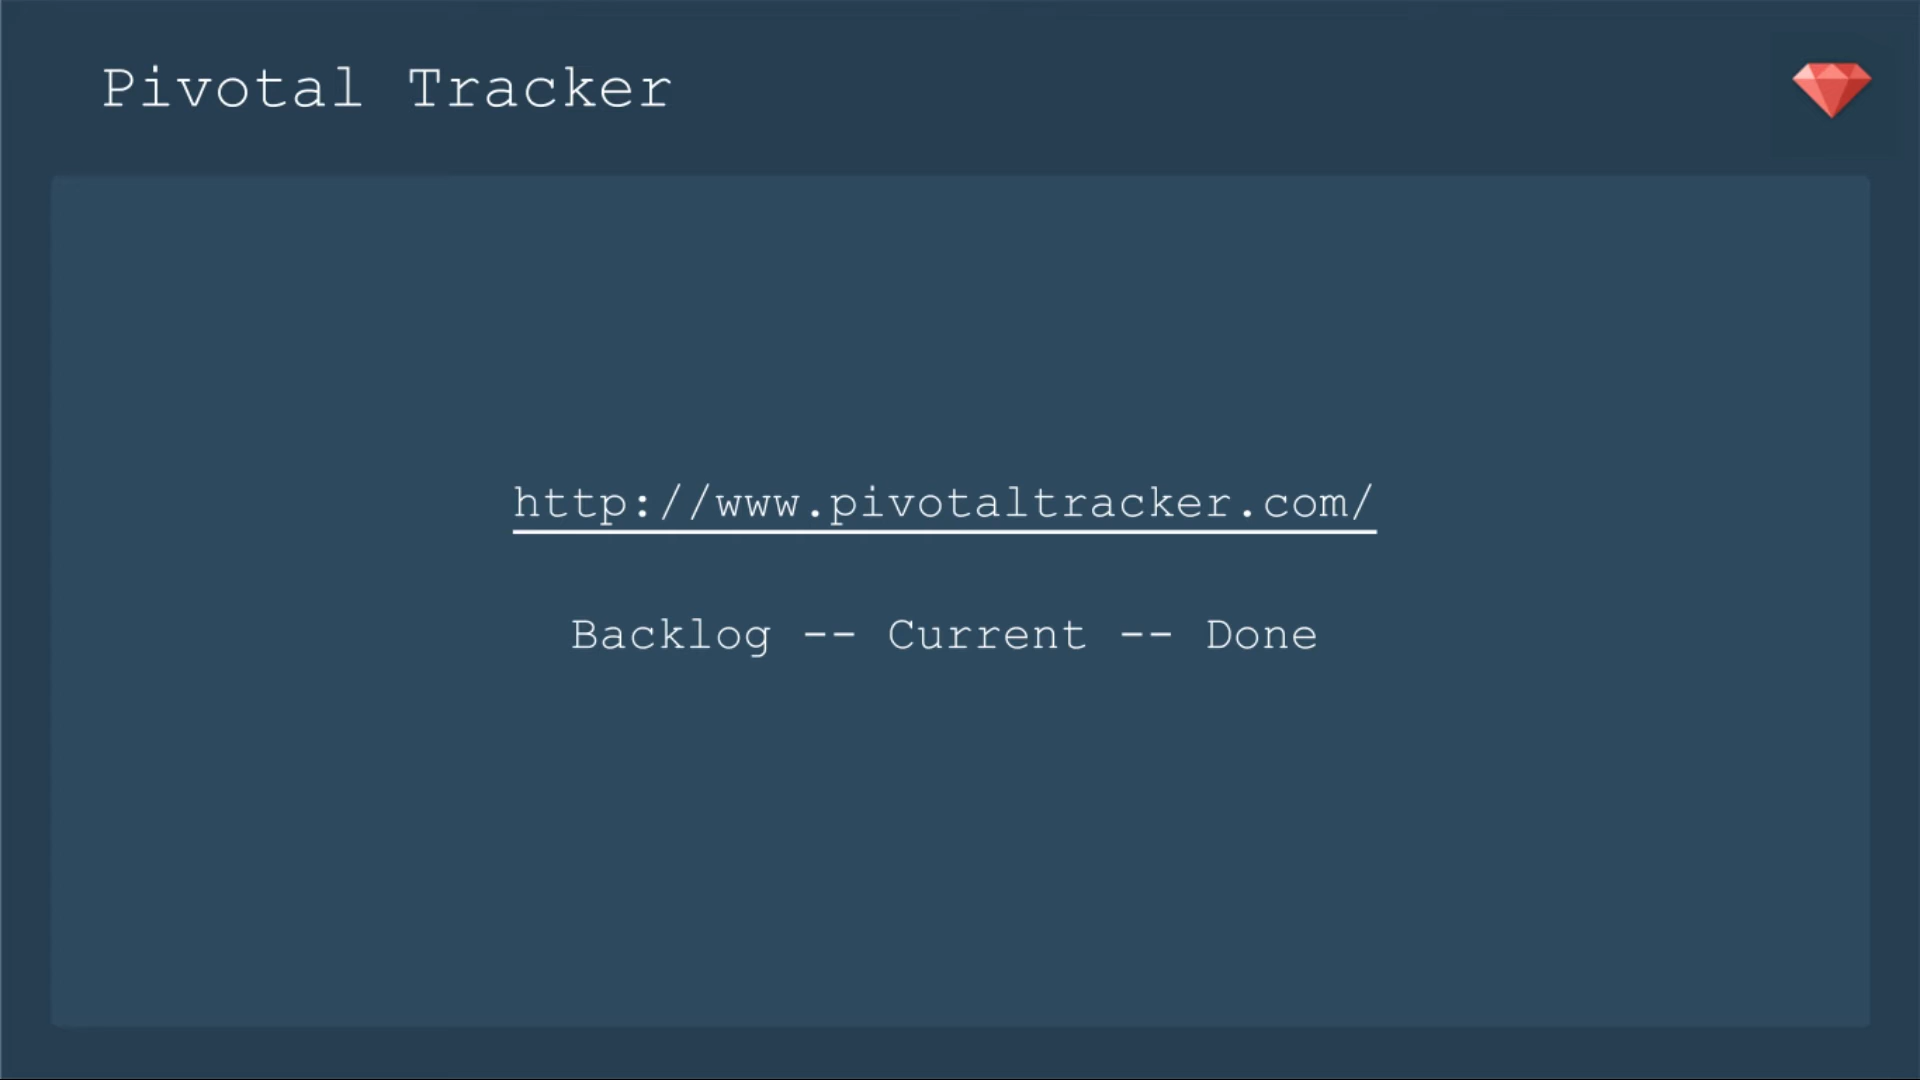 Pivotal Tracker
http://www.pivotaltracker.com/
Backlog -- Current -- Done